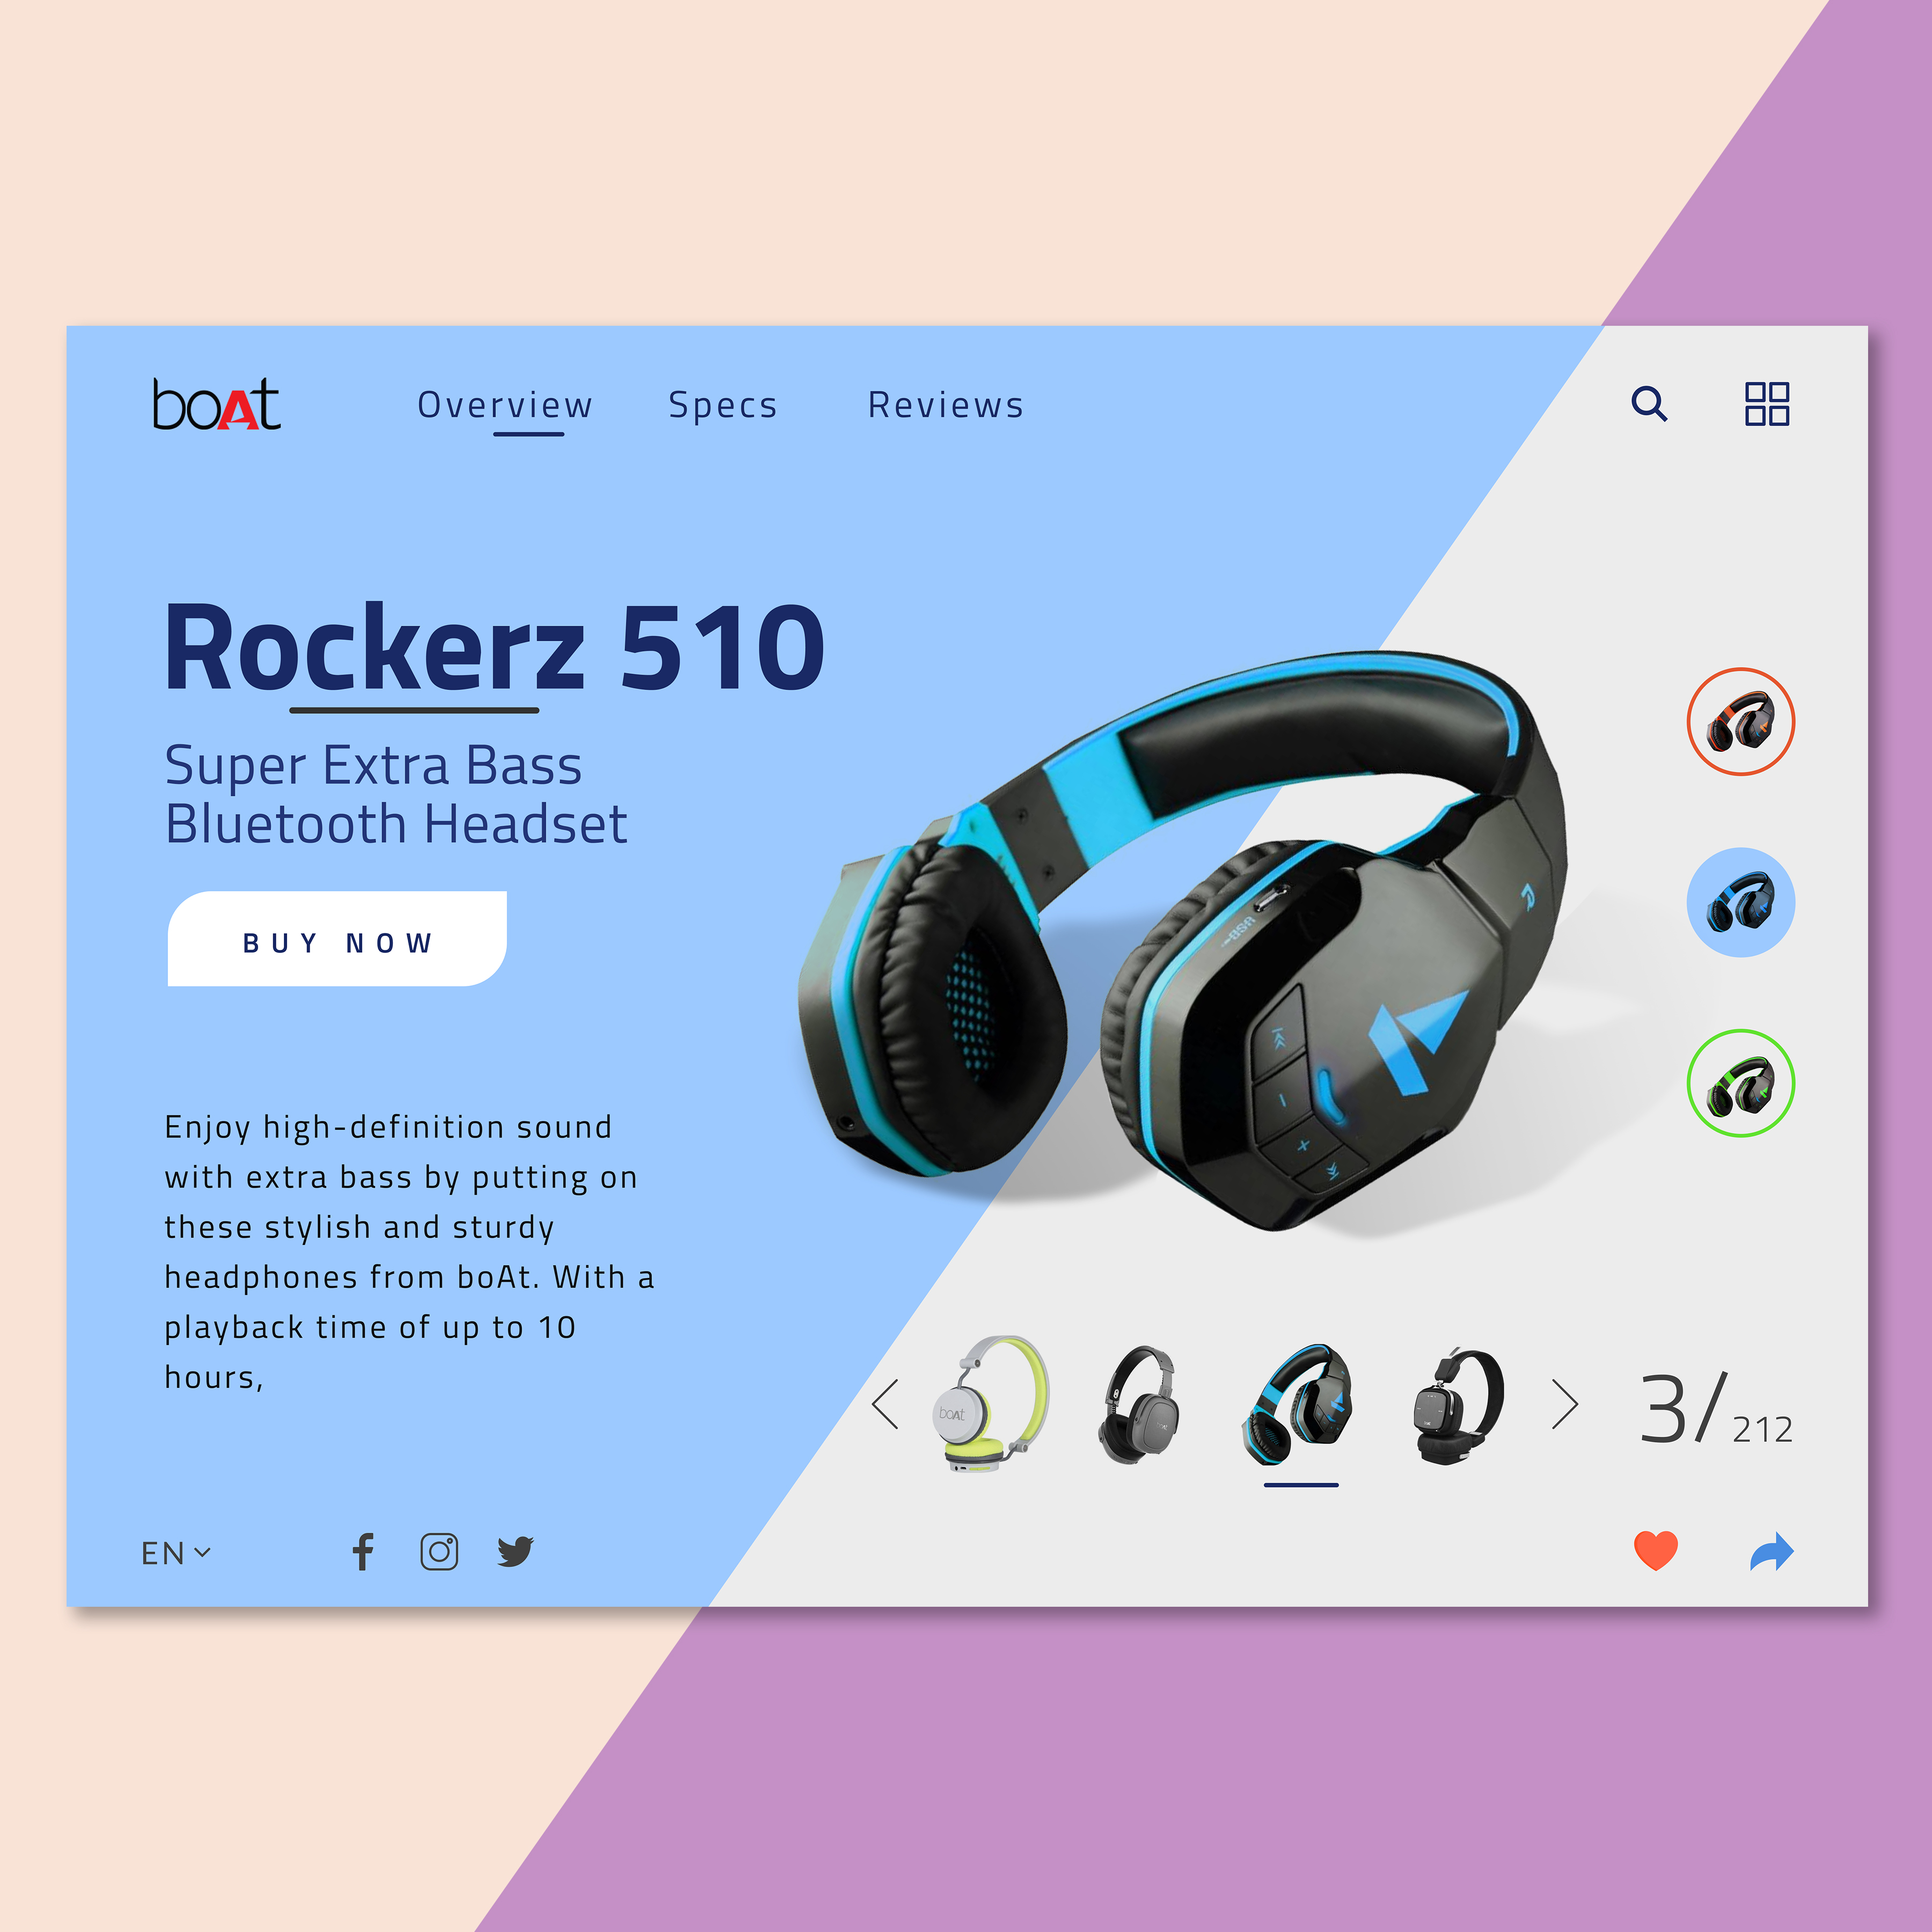 boAt
Overview Specs Reviews
Rockerz 510
Super Extra Bass
Bluetooth Headset
BUY NOW
Enjoy high-definition sound
with extra bass by putting on
these stylish and sturdy
headphones from boAt. With a
playback time of up to 10
hours,
USB
R
boAt
3/212
EN